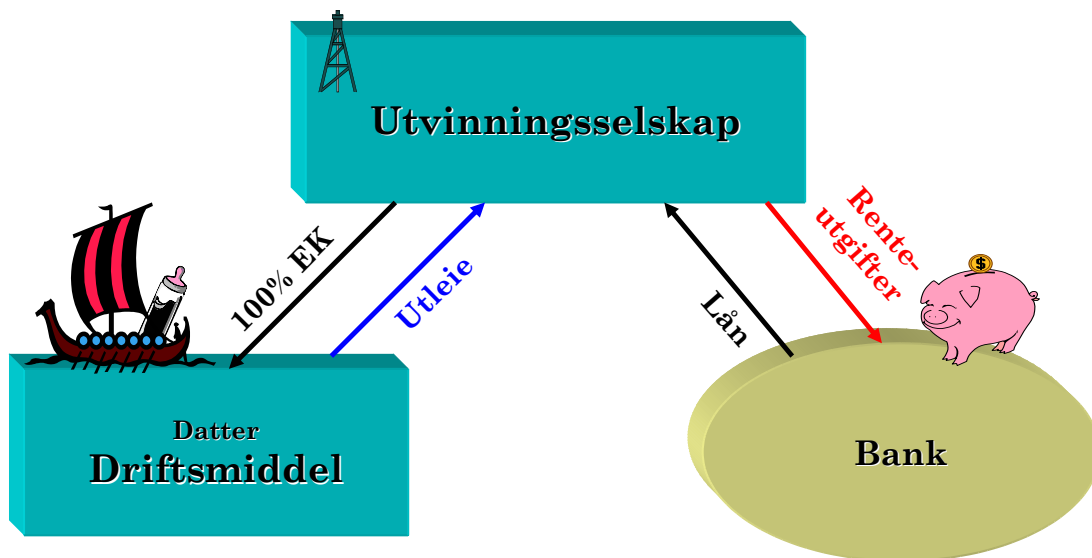 Utvinningsselskap
100% EK
Utleie
Lån
Rente-
utgifter
$
Datter
Driftsmiddel
Bank